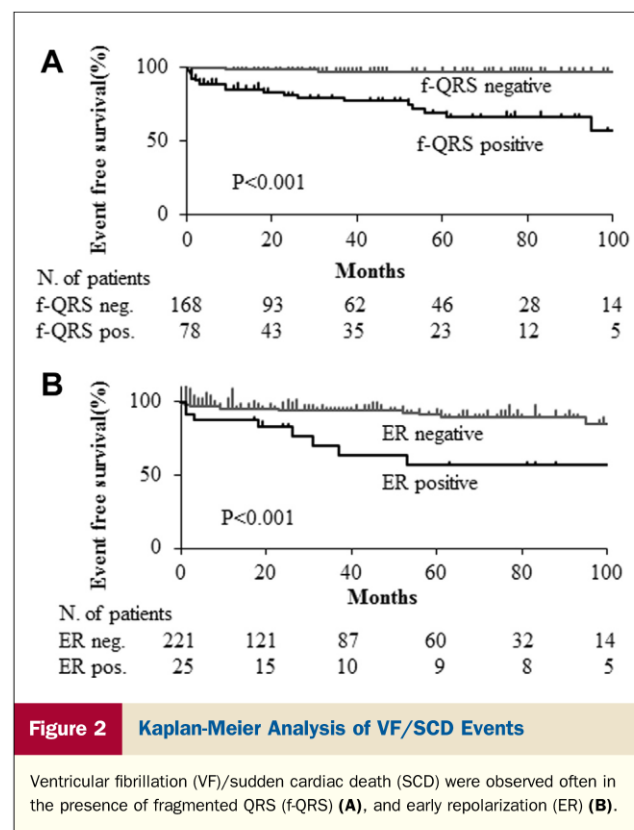 A
Event free survival(%)
100
50
0
f-QRS negative
f-QRS positive
P<0.001
0 20 40 60 80 100
Months
N. of patients
f-QRS neg. 168 93 62 46 28 14
f-QRS pos. 78 43 35 23 12 5
B
Event free survival(%)
100
50
0
ER negative
ER positive
P<0.001
0 20 40 60 80 100
Months
N. of patients
ER neg. 221 121 87 60 32 14
ER pos. 25 15 10 9 8 5
Figure 2 Kaplan-Meier Analysis of VF/SCD Events
Ventricular fibrillation (VF)/sudden cardiac death (SCD) were observed often in
the presence of fragmented QRS (f-QRS) (A), and early repolarization (ER) (B).